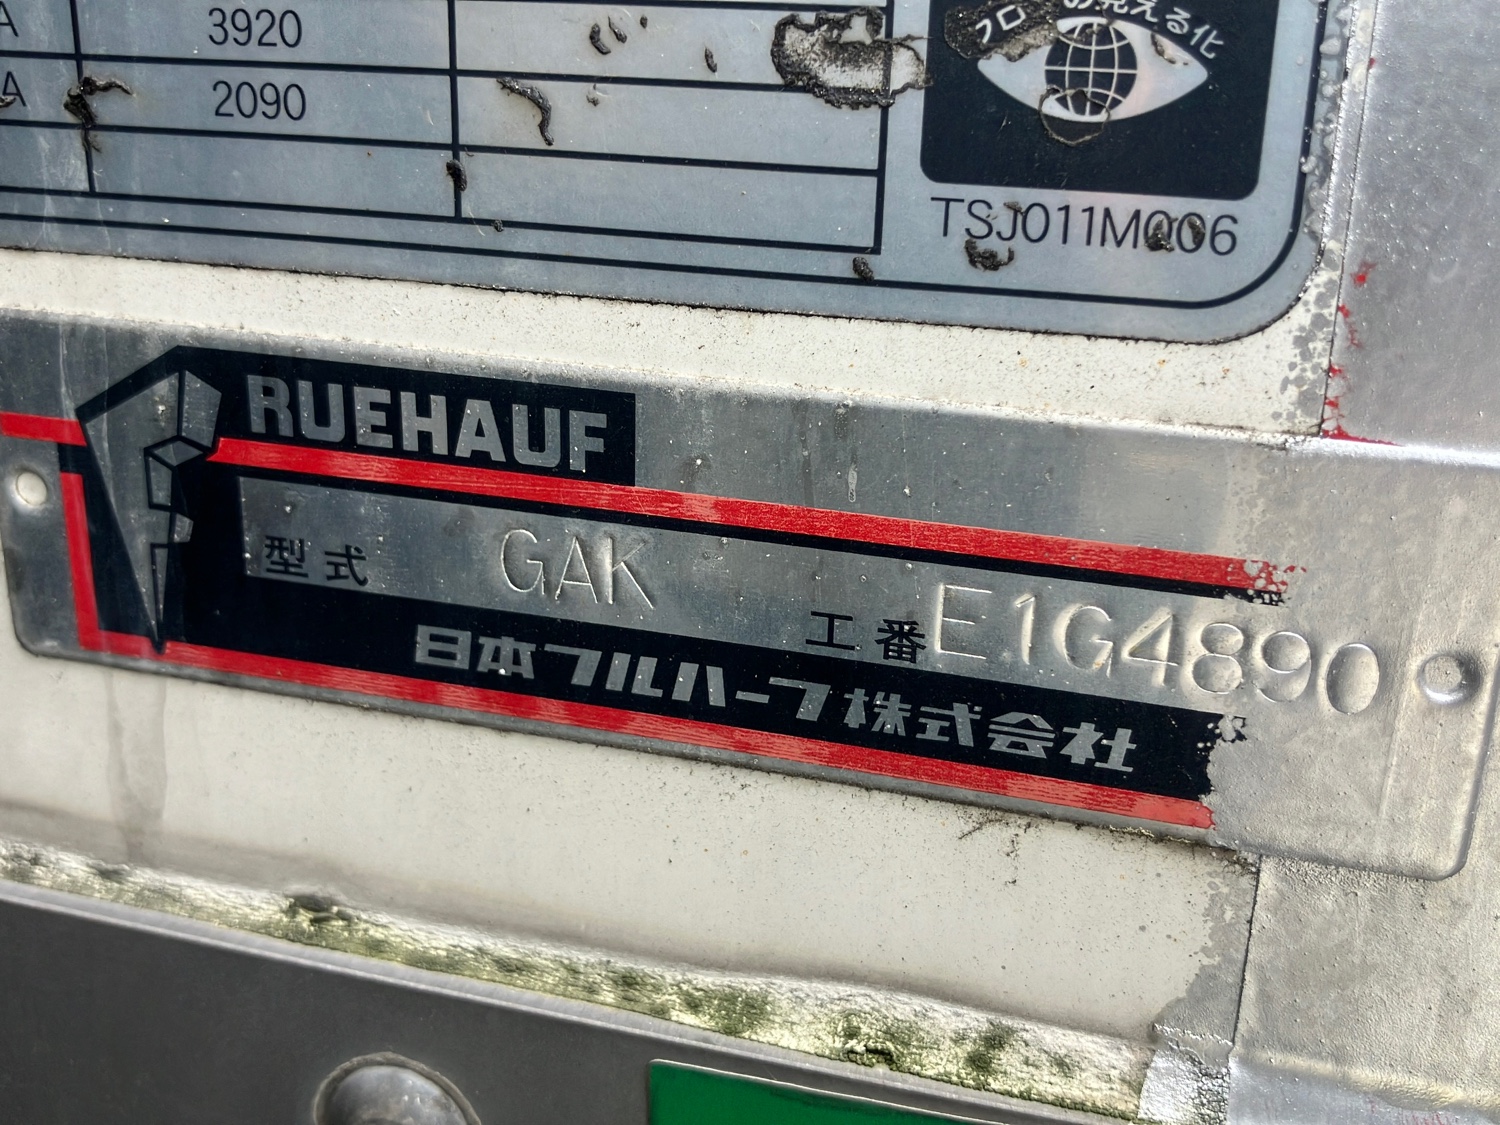 A 3920
A 2090
フロンの見える化
TSJ011M006
RUEHAUF
型式 GAK 工番 E1G4890
日本フルハーフ株式会社